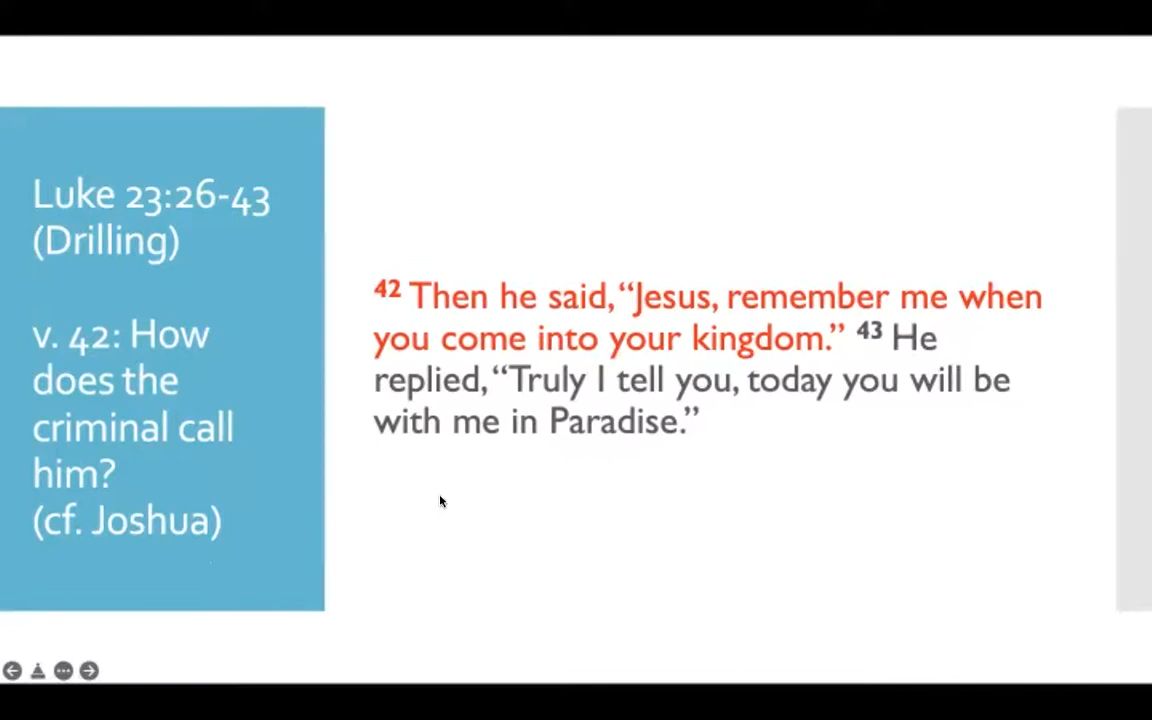 Luke 23:26-43
(Drilling)
v. 42: How
does the
criminal call
him?
(cf. Joshua)
42 Then he said, “Jesus, remember me when
you come into your kingdom.” 43 He
replied, “Truly I tell you, today you will be
with me in Paradise.”